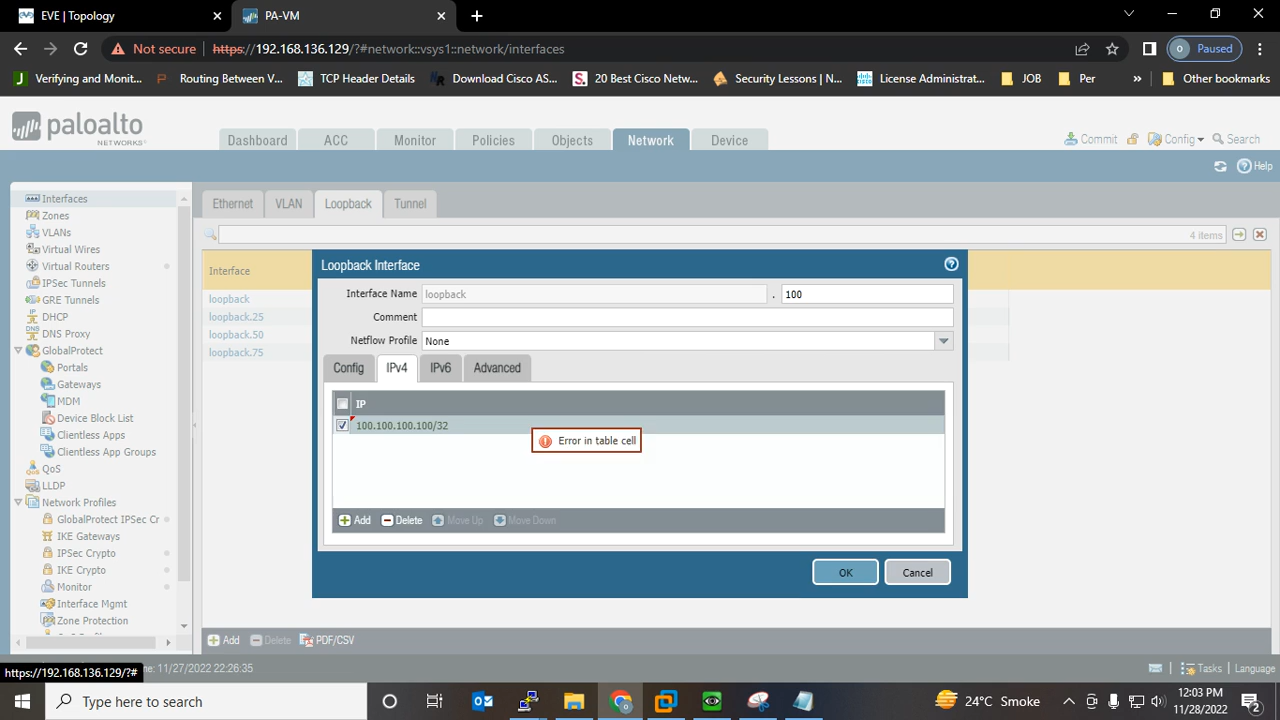 EVE | Topology
PA-VM
Not secure
https://192.168.136.129/?#network::vsys1::network/interfaces
Paused
Verifying and Monit...
Routing Between V...
TCP Header Details
Download Cisco AS...
20 Best Cisco Netw...
Security Lessons | N...
License Administrat...
JOB
Per
»
Other bookmarks
paloalto
NETWORKS
Dashboard
ACC
Monitor
Policies
Objects
Network
Device
Commit
Config
Search
Help
Interfaces
Zones
VLANs
Virtual Wires
Virtual Routers
IPSec Tunnels
GRE Tunnels
DHCP
DNS Proxy
GlobalProtect
Portals
Gateways
MDM
Device Block List
Clientless Apps
Clientless App Groups
QoS
LLDP
Network Profiles
GlobalProtect IPSec Cr
IKE Gateways
IPSec Crypto
IKE Crypto
Monitor
Interface Mgmt
Zone Protection
Ethernet
VLAN
Loopback
Tunnel
4 items
Interface
loopback
loopback.25
loopback.50
loopback.75
Loopback Interface
Interface Name loopback . 100
Comment
Netflow Profile None
Config
IPv4
IPv6
Advanced
IP
100.100.100.100/32
Error in table cell
Add
Delete
Move Up
Move Down
OK
Cancel
Add
Delete
PDF/CSV
https://192.168.136.129/?#
me: 11/27/2022 22:26:35
Tasks
Language
Type here to search
24°C Smoke
12:03 PM
11/28/2022
2